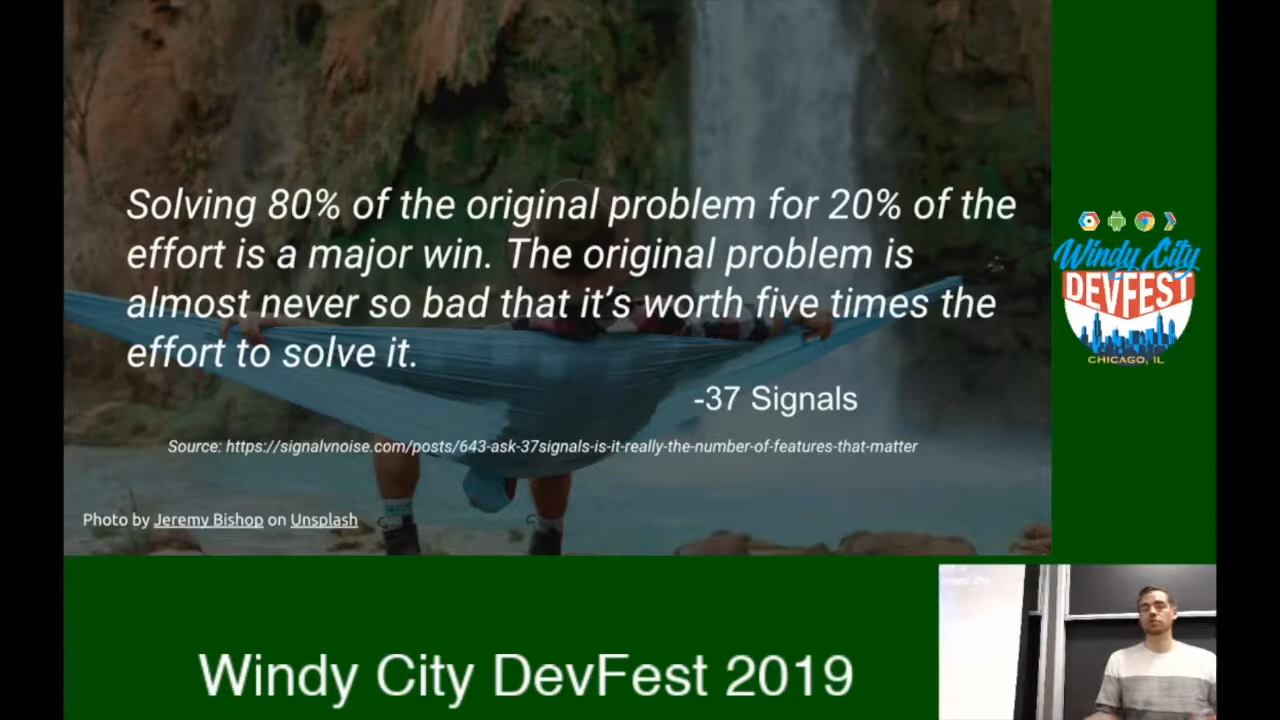 Solving 80% of the original problem for 20% of the
effort is a major win. The original problem is
almost never so bad that it's worth five times the
effort to solve it.
-37 Signals
Source: https://signalvnoise.com/posts/643-ask-37signals-is-it-really-the-number-of-features-that-matter
Photo by Jeremy Bishop on Unsplash
Windy City
DEVFEST
CHICAGO, IL
Windy City DevFest 2019